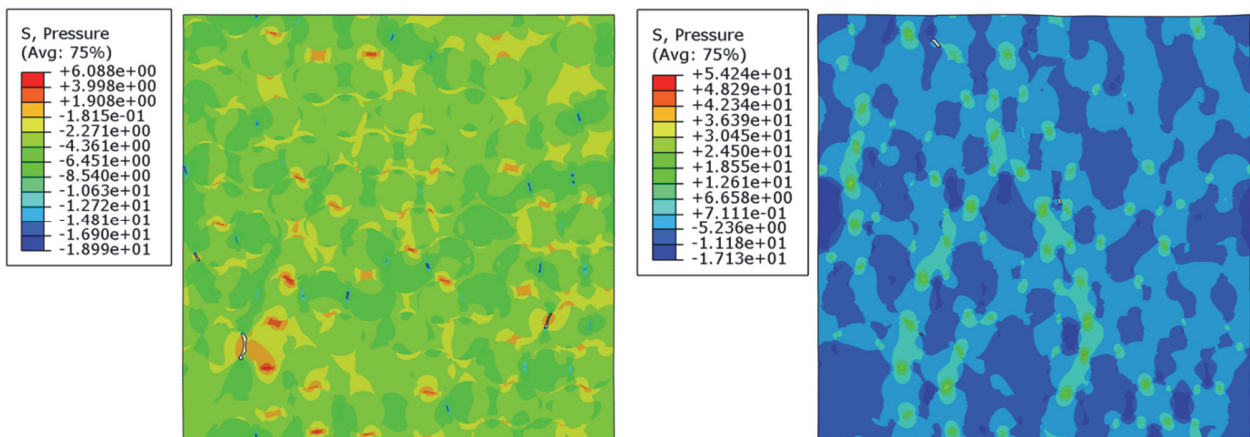 S, Pressure
(Avg: 75%)
+6.088e+00
+3.998e+00
+1.908e+00
-1.815e-01
-2.271e+00
-4.361e+00
-6.451e+00
-8.540e+00
-1.063e+01
-1.272e+01
-1.481e+01
-1.690e+01
-1.899e+01
S, Pressure
(Avg: 75%)
+5.424e+01
+4.829e+01
+4.234e+01
+3.639e+01
+3.045e+01
+2.450e+01
+1.855e+01
+1.261e+01
+6.658e+00
+7.111e-01
-5.236e+00
-1.118e+01
-1.713e+01